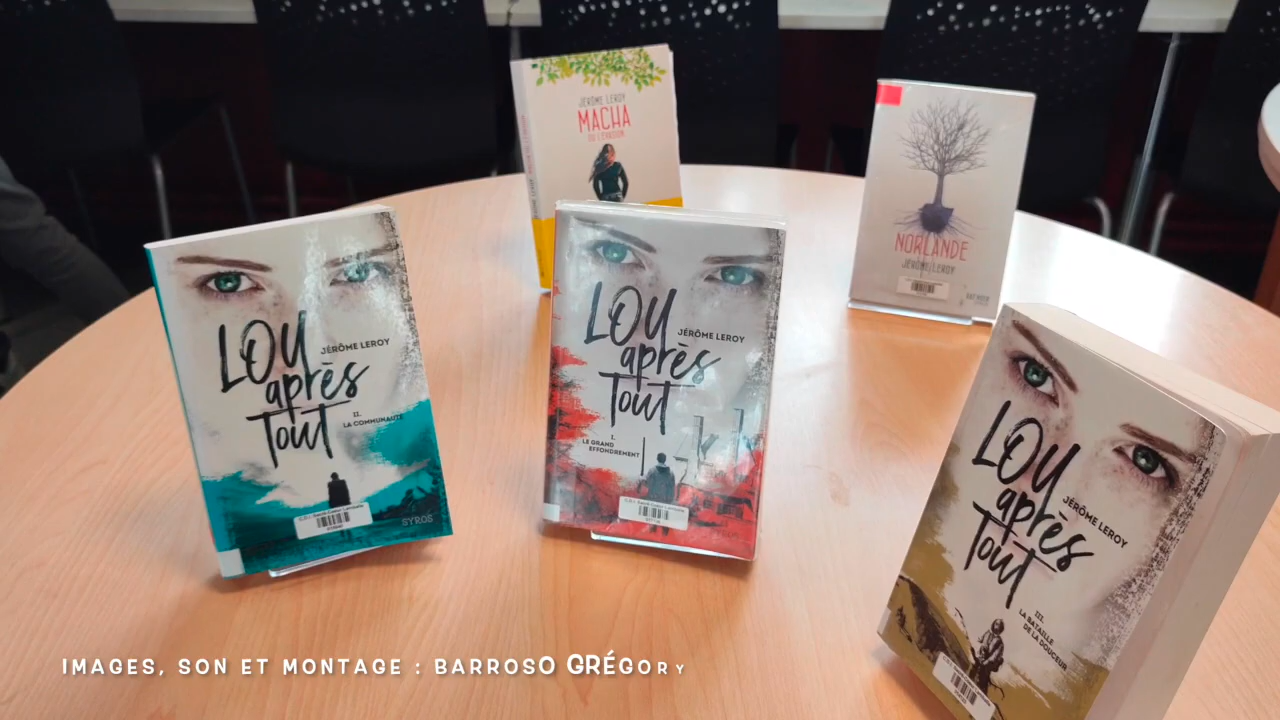 JÉRÔME LEROY
MACHA
OU L'ÉVASION
NORLANDE
JÉRÔME LEROY
LOU
JÉRÔME LEROY
après
Tout
II.
LA COMMUNAUTÉ
SYROS
LOU
JÉRÔME LEROY
après
Tout
I.
LE GRAND
EFFONDREMENT
LOU
JÉRÔME LEROY
après
Tout
III.
LA BATAILLE
DE LA DOUCEUR
IMAGES, SON ET MONTAGE : BARROSO GRÉGORY